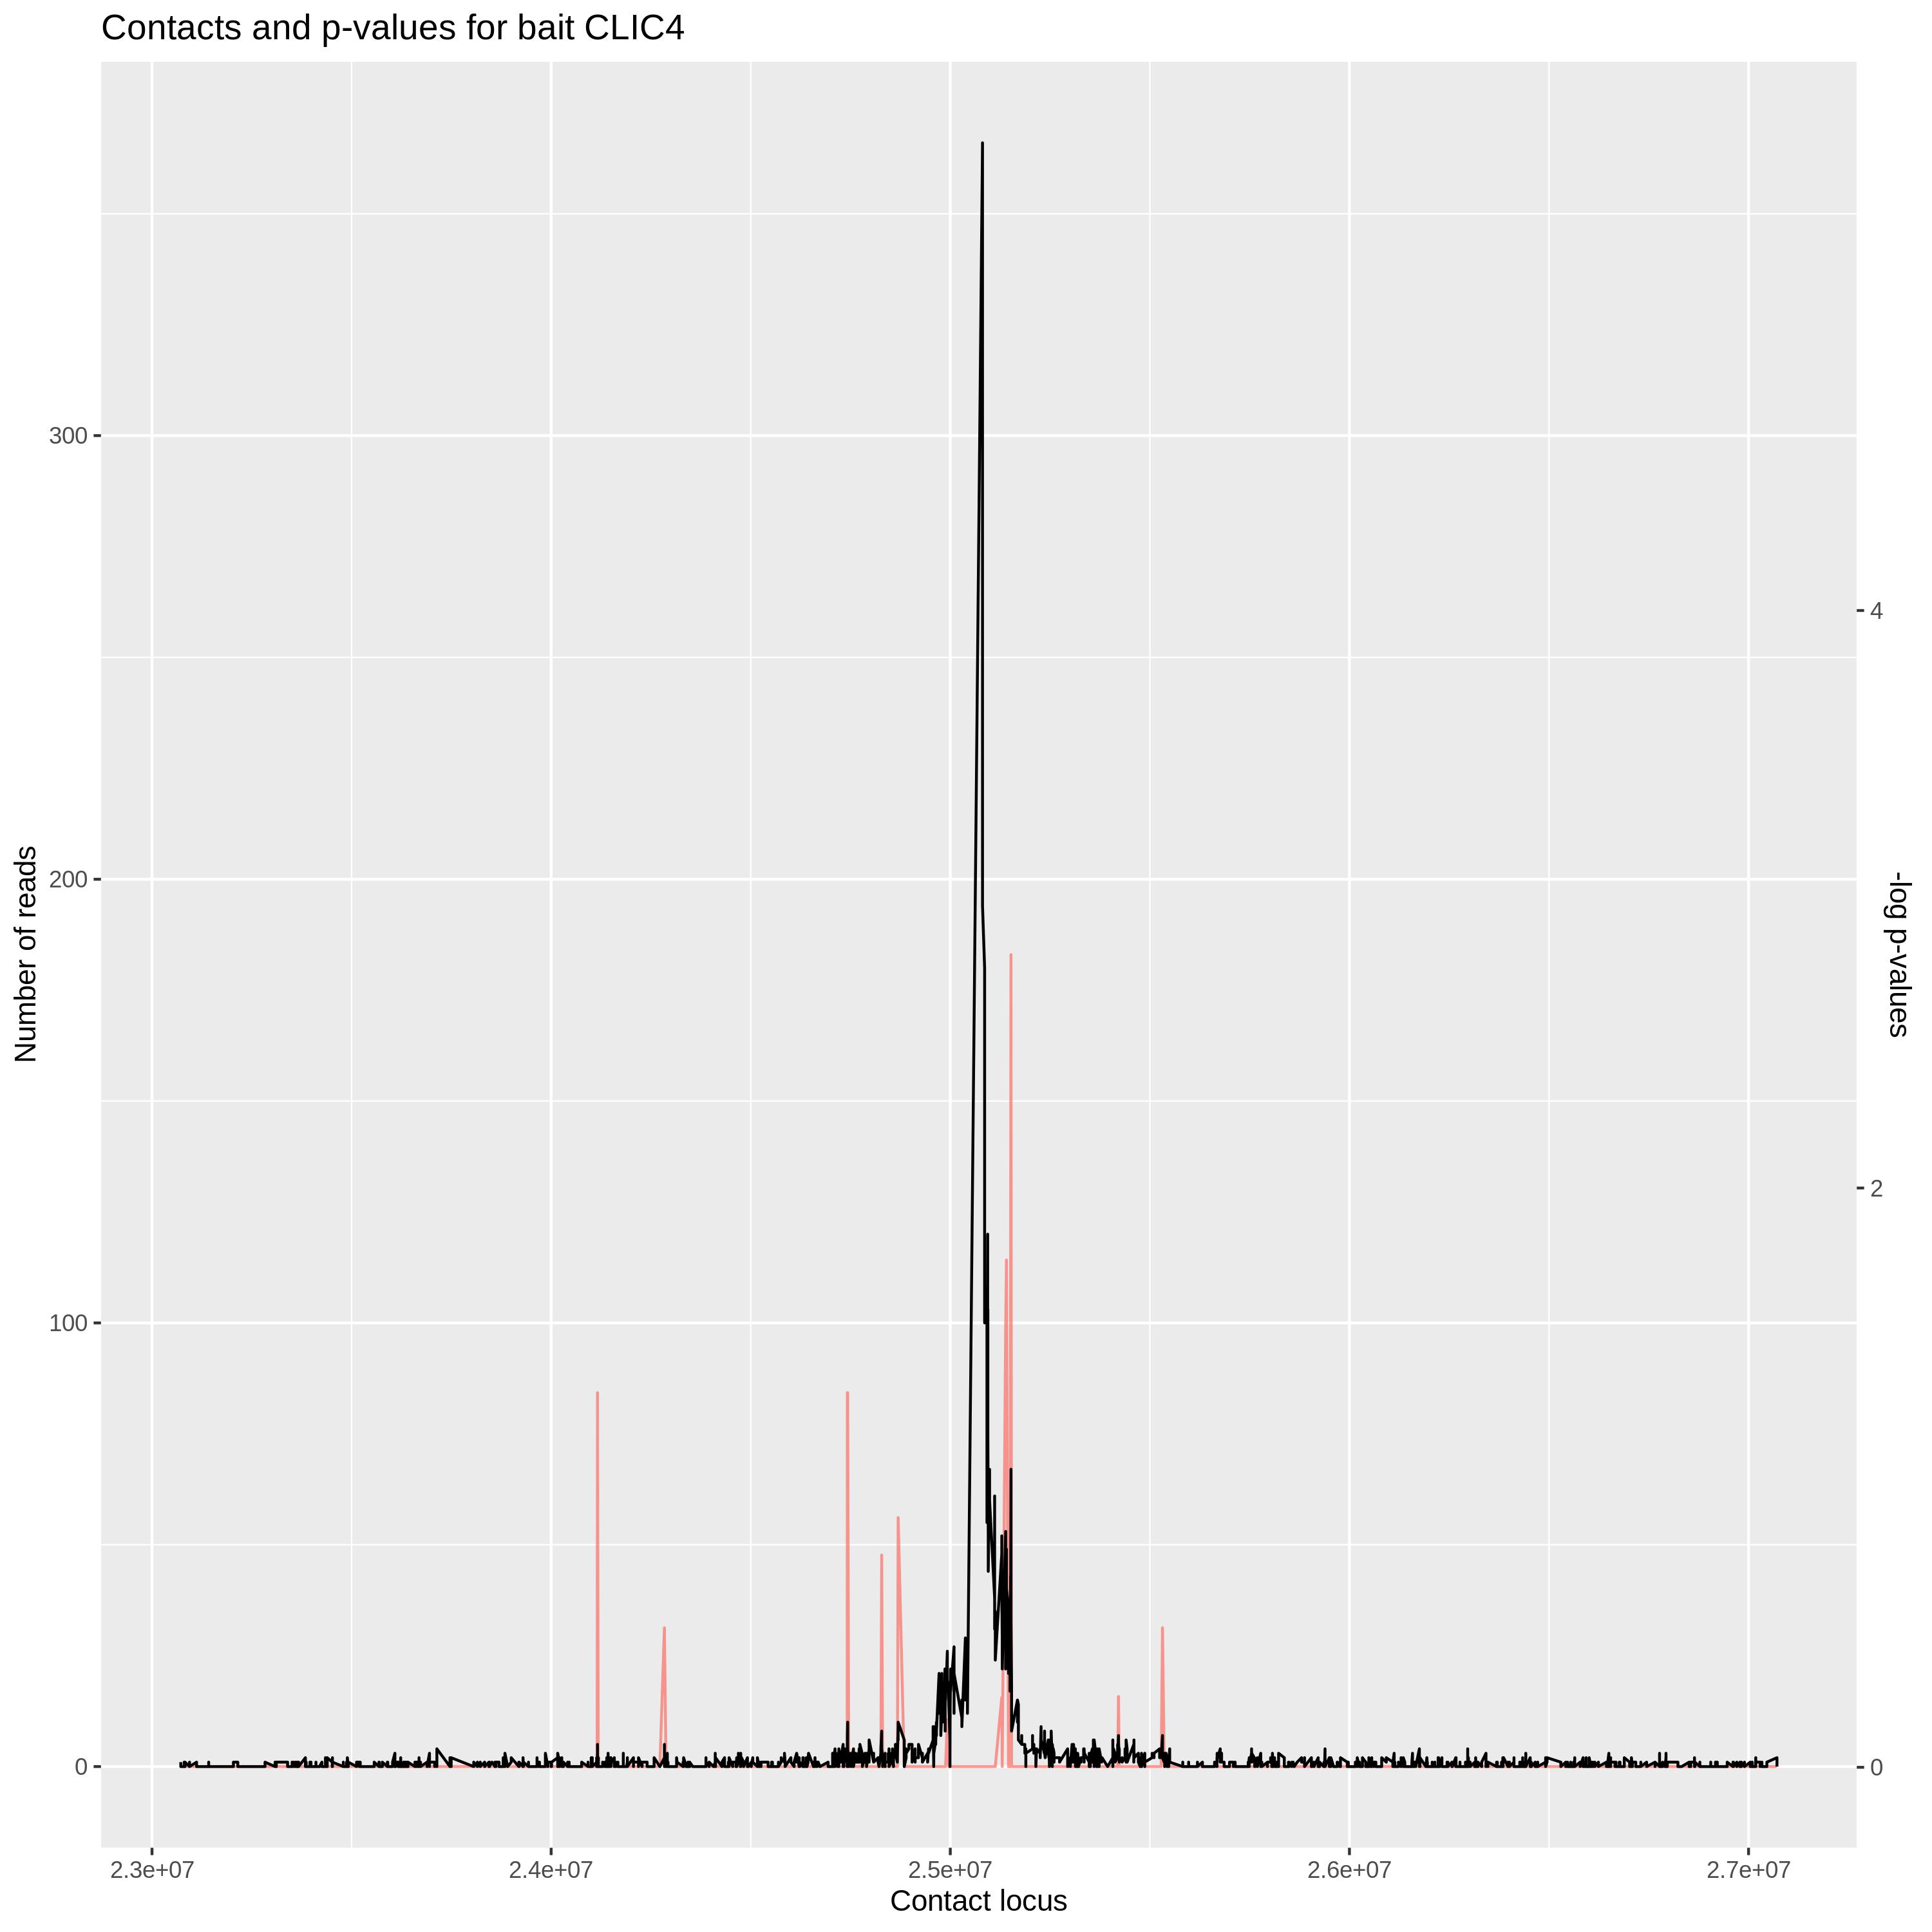 Contacts and p-values for bait CLIC4
300
200
100
0
Number of reads
4
2
0
-log p-values
2.3e+07 2.4e+07 2.5e+07 2.6e+07 2.7e+07
Contact locus